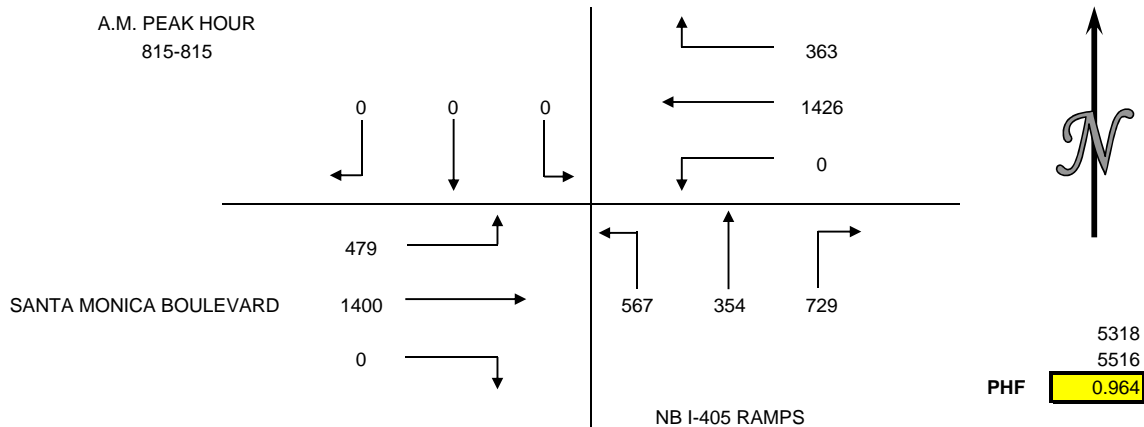 A.M. PEAK HOUR
815-815
363
0 0 0
1426
0
479
SANTA MONICA BOULEVARD 1400
567 354 729
0
5318
5516
PHF 0.964
NB I-405 RAMPS
N